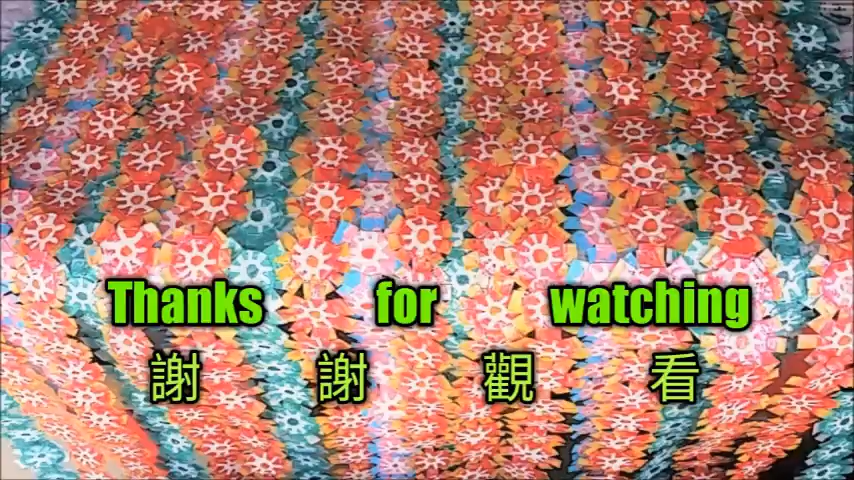 Thanks for watching
謝 謝 觀 看